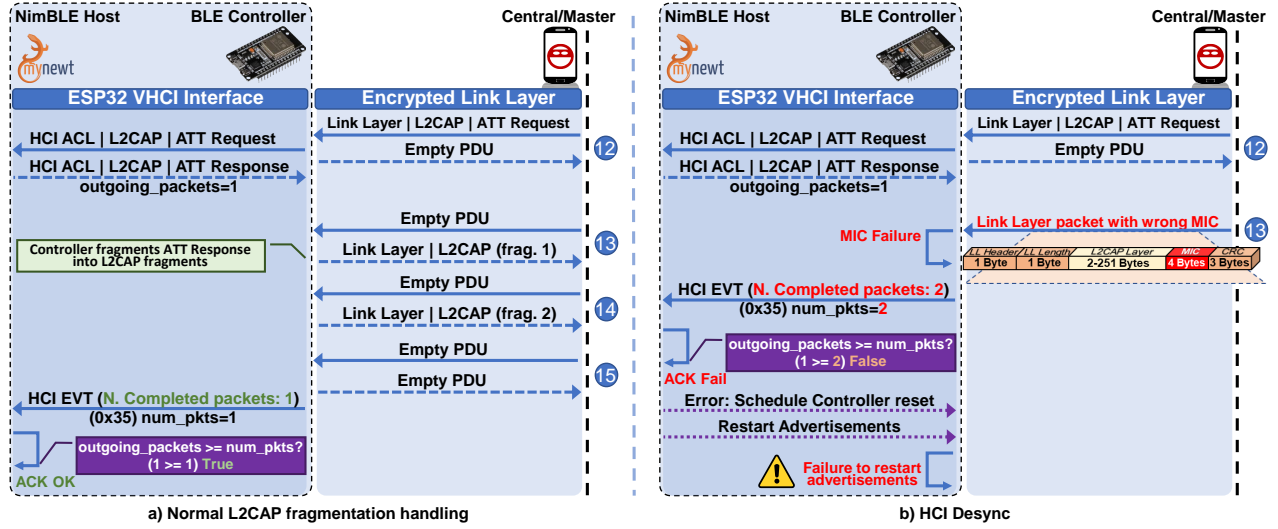 NimBLE Host
BLE Controller
Central/Master
mynewt
ESP32 VHCI Interface
Encrypted Link Layer
Link Layer | L2CAP | ATT Request
HCI ACL | L2CAP | ATT Request
Empty PDU
12
HCI ACL | L2CAP | ATT Response
outgoing_packets=1
Empty PDU
13
Controller fragments ATT Response
into L2CAP fragments
Link Layer | L2CAP (frag. 1)
Empty PDU
14
Link Layer | L2CAP (frag. 2)
Empty PDU
15
Empty PDU
HCI EVT (N. Completed packets: 1)
(0x35) num_pkts=1
outgoing_packets >= num_pkts?
(1 >= 1) True
ACK OK
a) Normal L2CAP fragmentation handling
NimBLE Host
BLE Controller
Central/Master
mynewt
ESP32 VHCI Interface
Encrypted Link Layer
Link Layer | L2CAP | ATT Request
HCI ACL | L2CAP | ATT Request
Empty PDU
12
HCI ACL | L2CAP | ATT Response
outgoing_packets=1
Link Layer packet with wrong MIC
13
MIC Failure
LL Header LL Length L2CAP Layer MIC CRC
1 Byte 1 Byte 2-251 Bytes 4 Bytes 3 Bytes
HCI EVT (N. Completed packets: 2)
(0x35) num_pkts=2
outgoing_packets >= num_pkts?
(1 >= 2) False
ACK Fail
Error: Schedule Controller reset
Restart Advertisements
Failure to restart
advertisements
b) HCI Desync